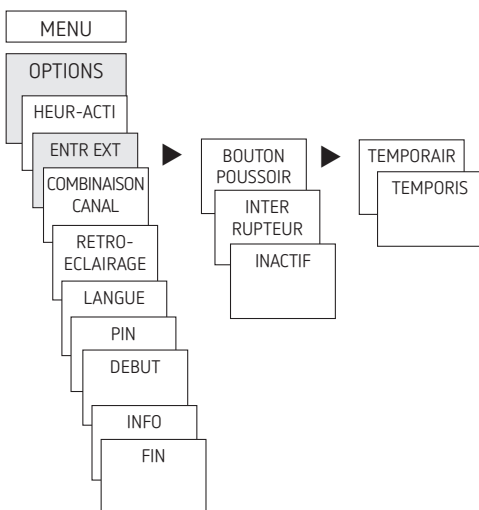 MENU
OPTIONS
HEUR-ACTI
ENTR EXT
COMBINAISON
CANAL
RETRO-
ECLAIRAGE
LANGUE
PIN
DEBUT
INFO
FIN
BOUTON
POUSSOIR
INTER
RUPTEUR
INACTIF
TEMPORAIR
TEMPORIS